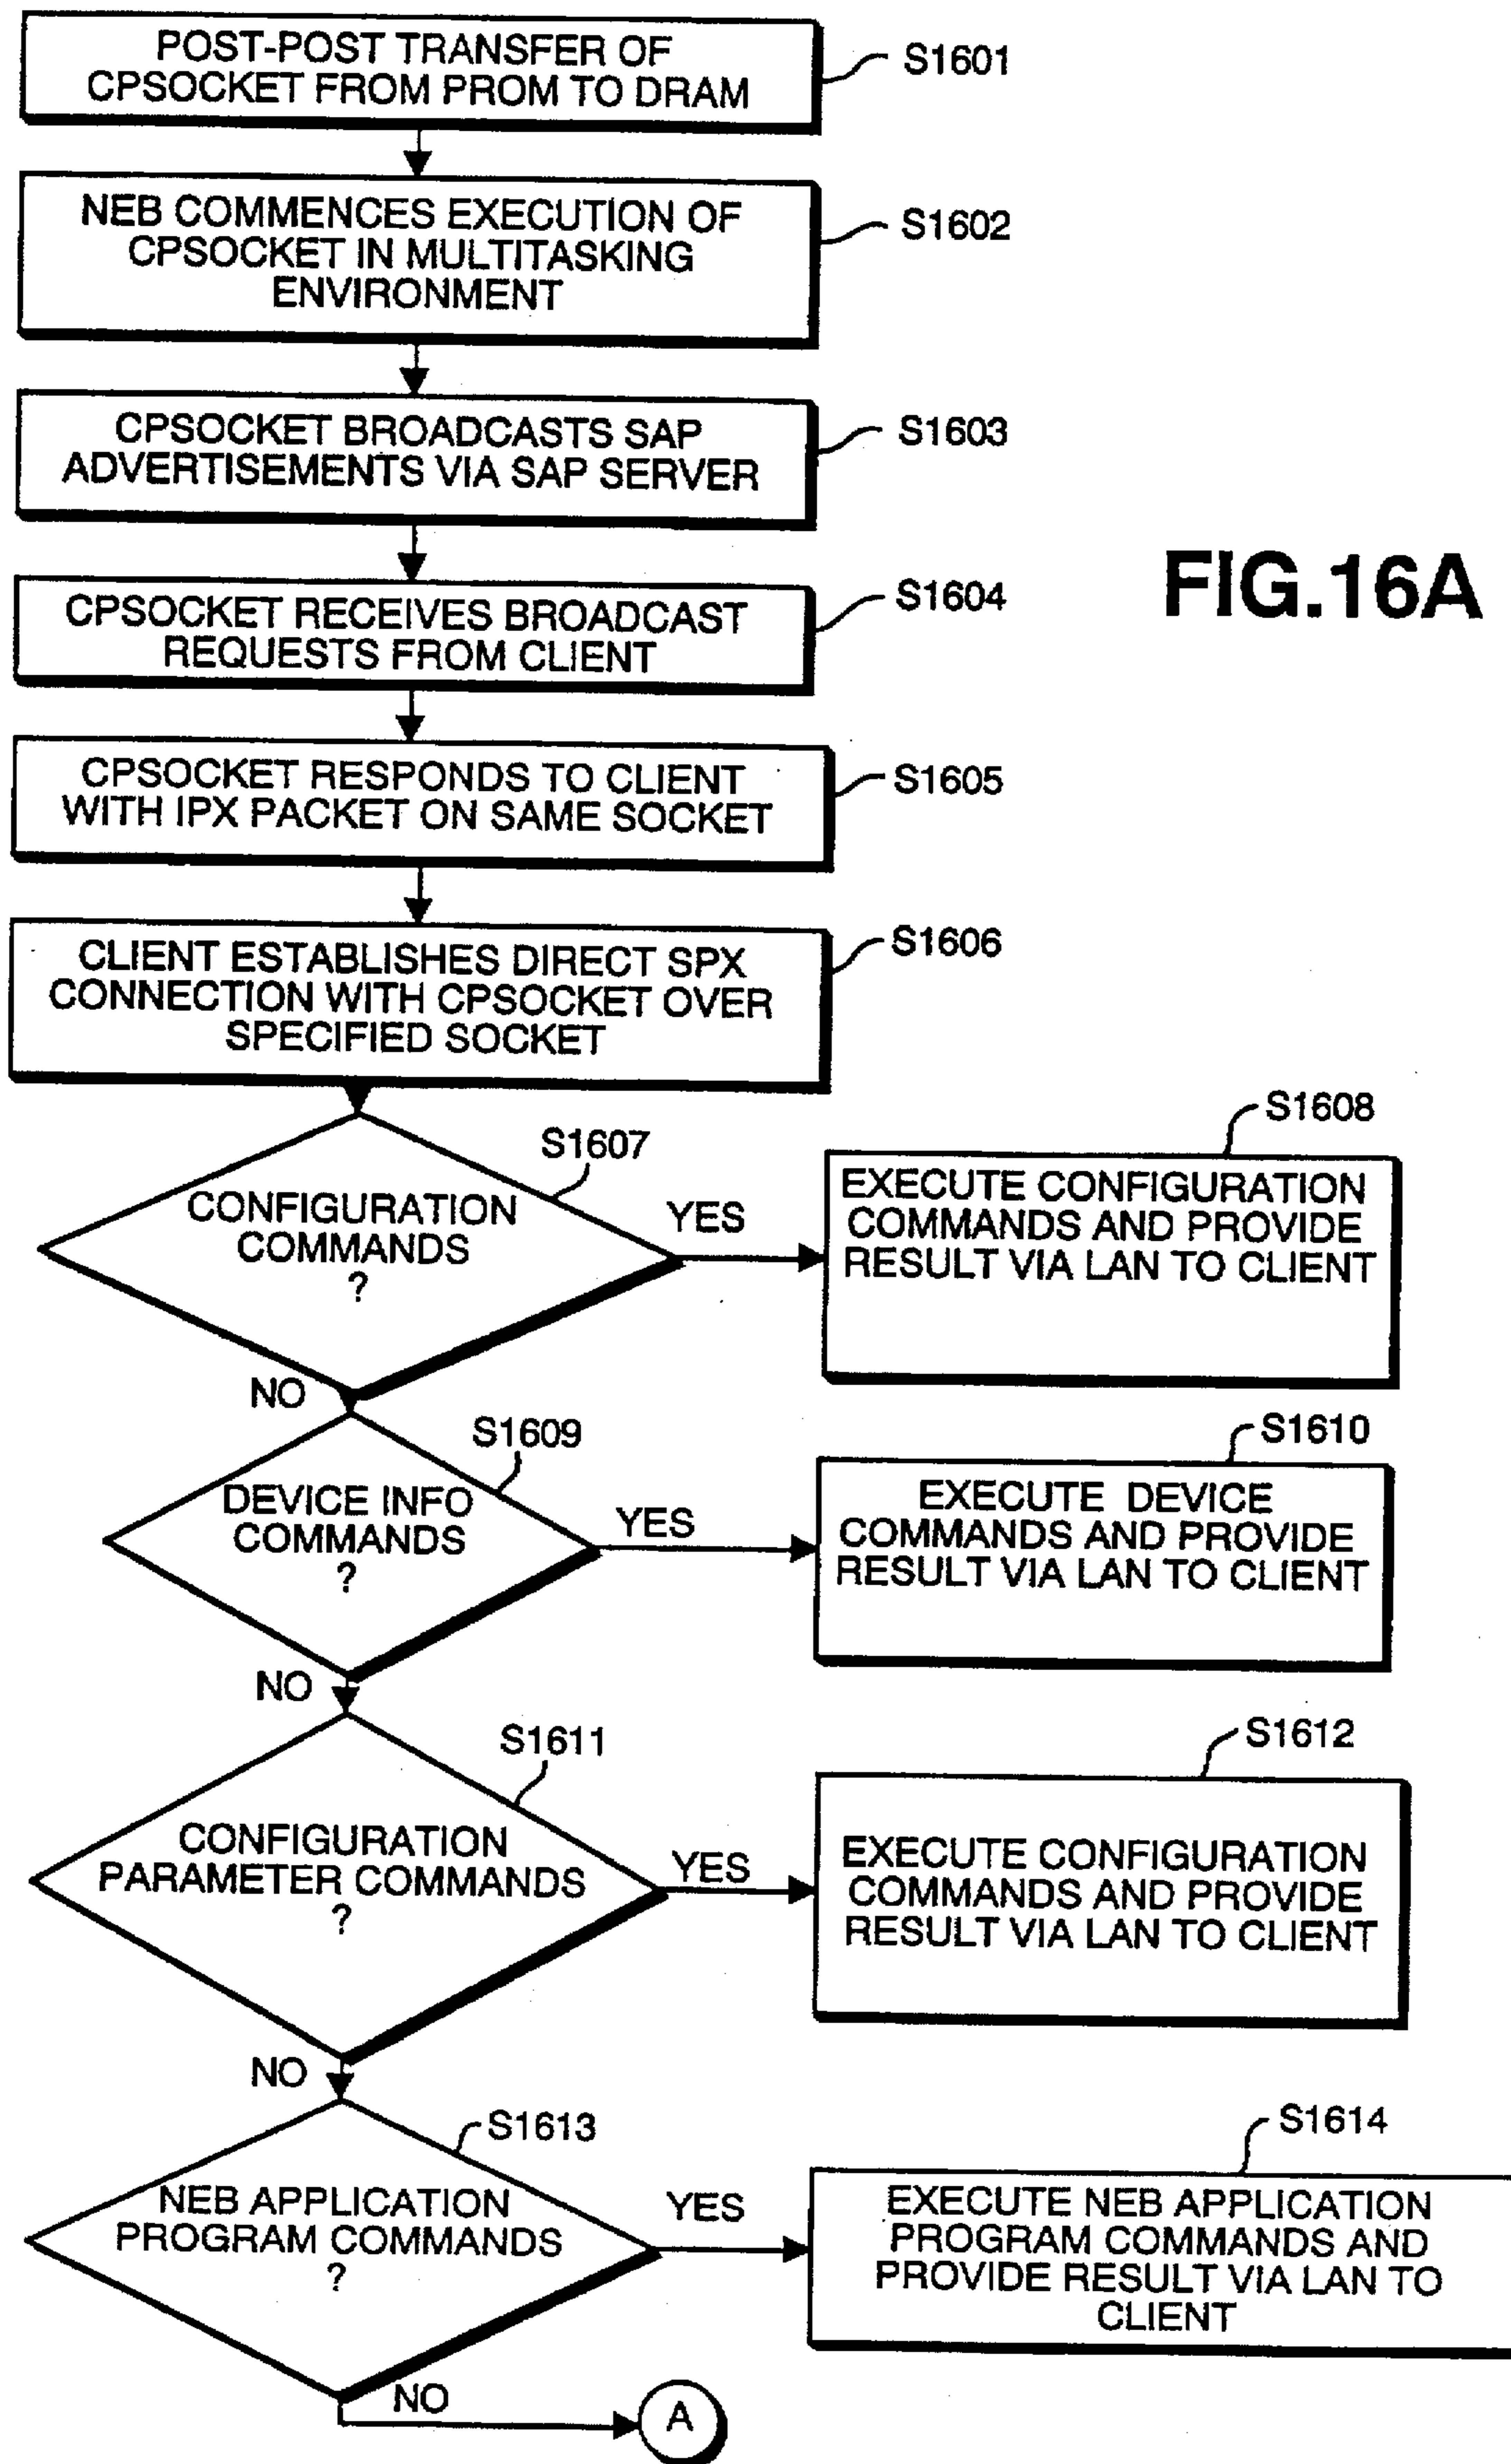 POST-POST TRANSFER OF
CPSOCKET FROM PROM TO DRAM
S1601
NEB COMMENCES EXECUTION OF
CPSOCKET IN MULTITASKING
ENVIRONMENT
S1602
CPSOCKET BROADCASTS SAP
ADVERTISEMENTS VIA SAP SERVER
S1603
FIG.16A
CPSOCKET RECEIVES BROADCAST
REQUESTS FROM CLIENT
S1604
CPSOCKET RESPONDS TO CLIENT
WITH IPX PACKET ON SAME SOCKET
S1605
CLIENT ESTABLISHES DIRECT SPX
CONNECTION WITH CPSOCKET OVER
SPECIFIED SOCKET
S1606
S1607
CONFIGURATION
COMMANDS
?
YES
NO
S1608
EXECUTE CONFIGURATION
COMMANDS AND PROVIDE
RESULT VIA LAN TO CLIENT
S1609
DEVICE INFO
COMMANDS
?
YES
NO
S1610
EXECUTE DEVICE
COMMANDS AND PROVIDE
RESULT VIA LAN TO CLIENT
S1611
CONFIGURATION
PARAMETER COMMANDS
?
YES
NO
S1612
EXECUTE CONFIGURATION
COMMANDS AND PROVIDE
RESULT VIA LAN TO CLIENT
S1613
NEB APPLICATION
PROGRAM COMMANDS
?
YES
NO
S1614
EXECUTE NEB APPLICATION
PROGRAM COMMANDS AND
PROVIDE RESULT VIA LAN TO
CLIENT
A